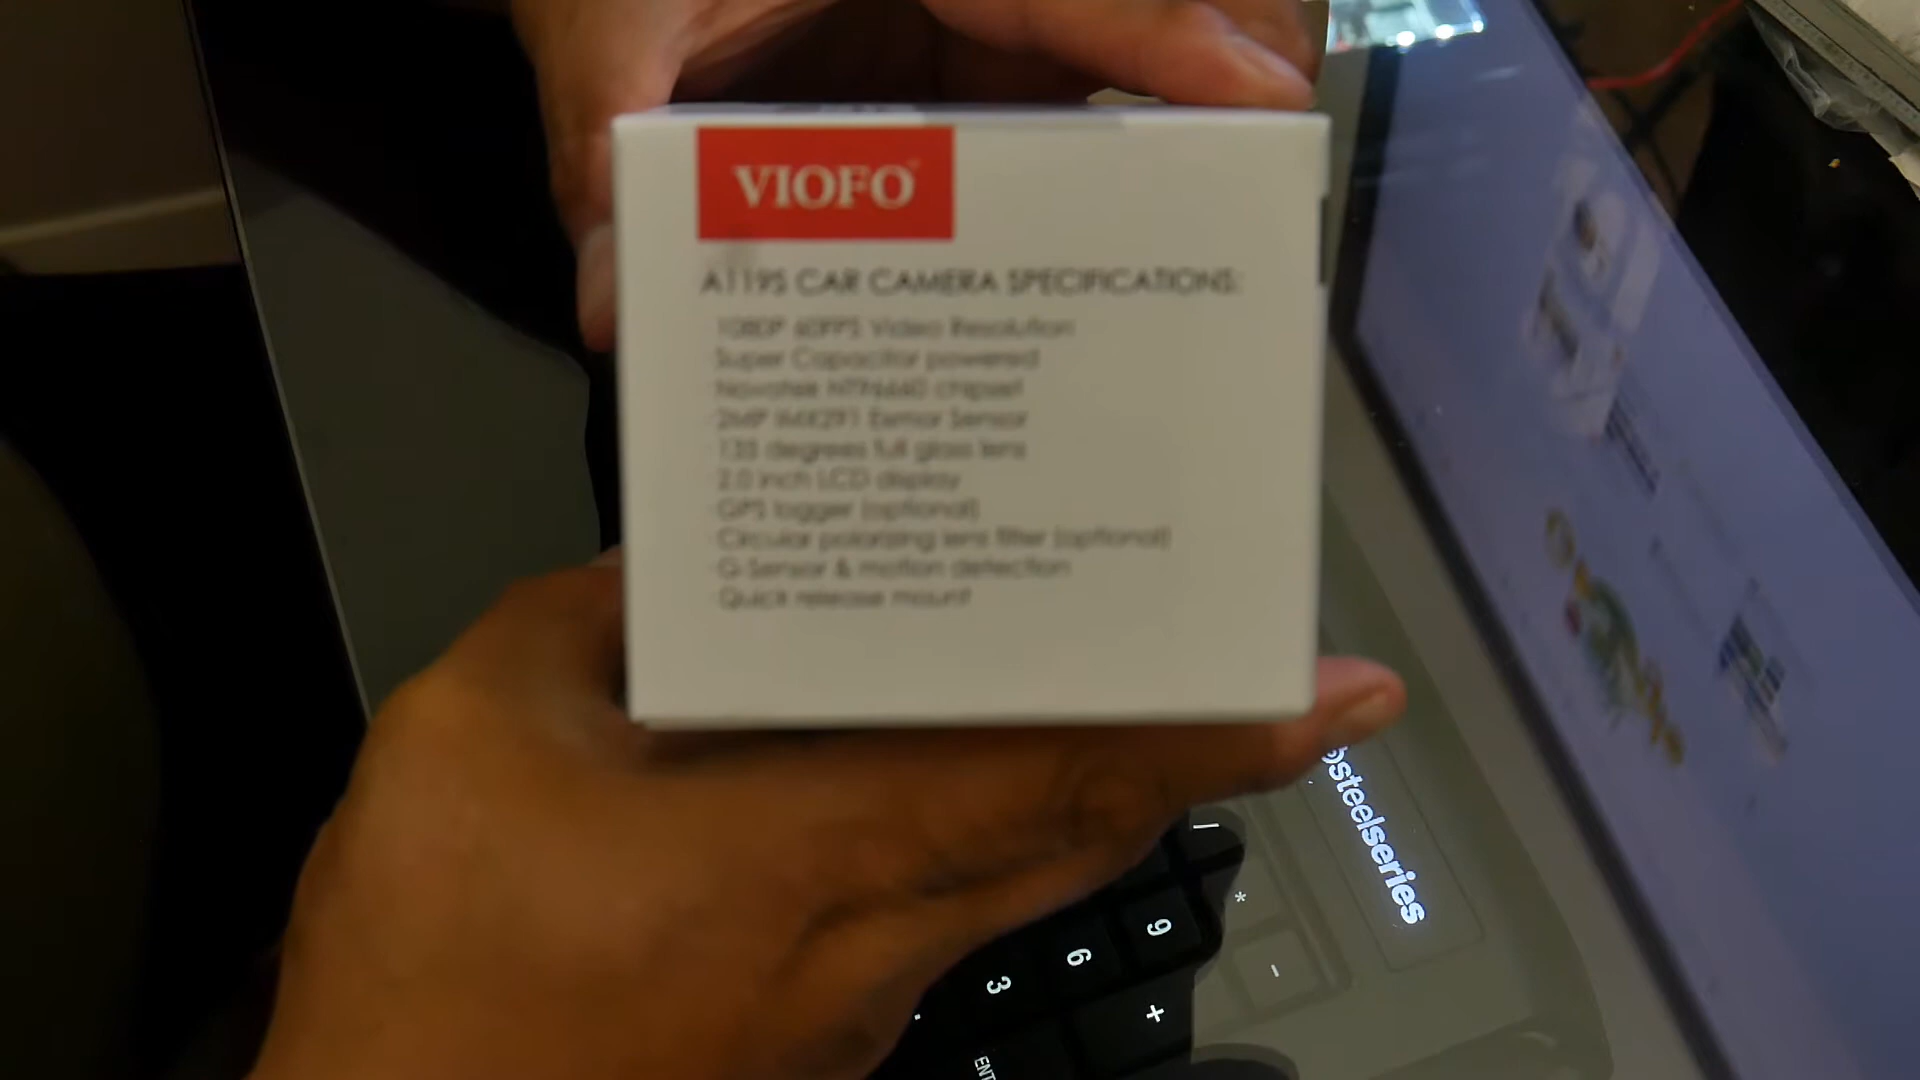 VIOFO
A119S CAR CAMERA SPECIFICATIONS:
·1080P 60FPS Video Resolution
·Super Capacitor powered
·Novatek NT96660 chipset
·2MP IMX291 Exmor Sensor
·135 degrees full glass lens
·2.0 inch LCD display
·GPS logger (optional)
·Circular polarizing lens filter (optional)
·G-Sensor & motion detection
·Quick release mount
steelseries
/
*
9
-
6
3
+
.
ENT